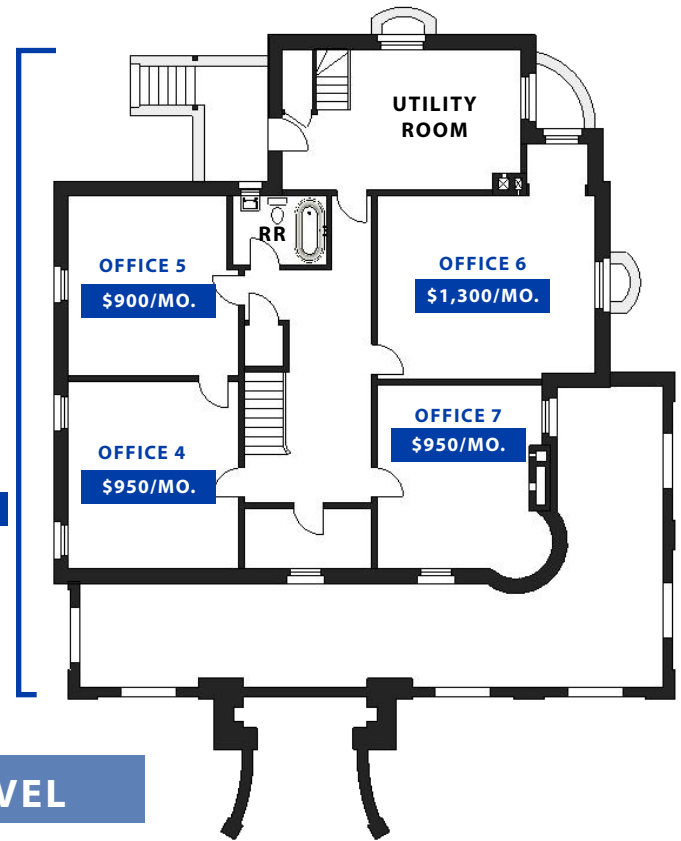 UTILITY
ROOM
RR
OFFICE 5
$900/MO.
OFFICE 6
$1,300/MO.
OFFICE 7
$950/MO.
OFFICE 4
$950/MO.
VEL